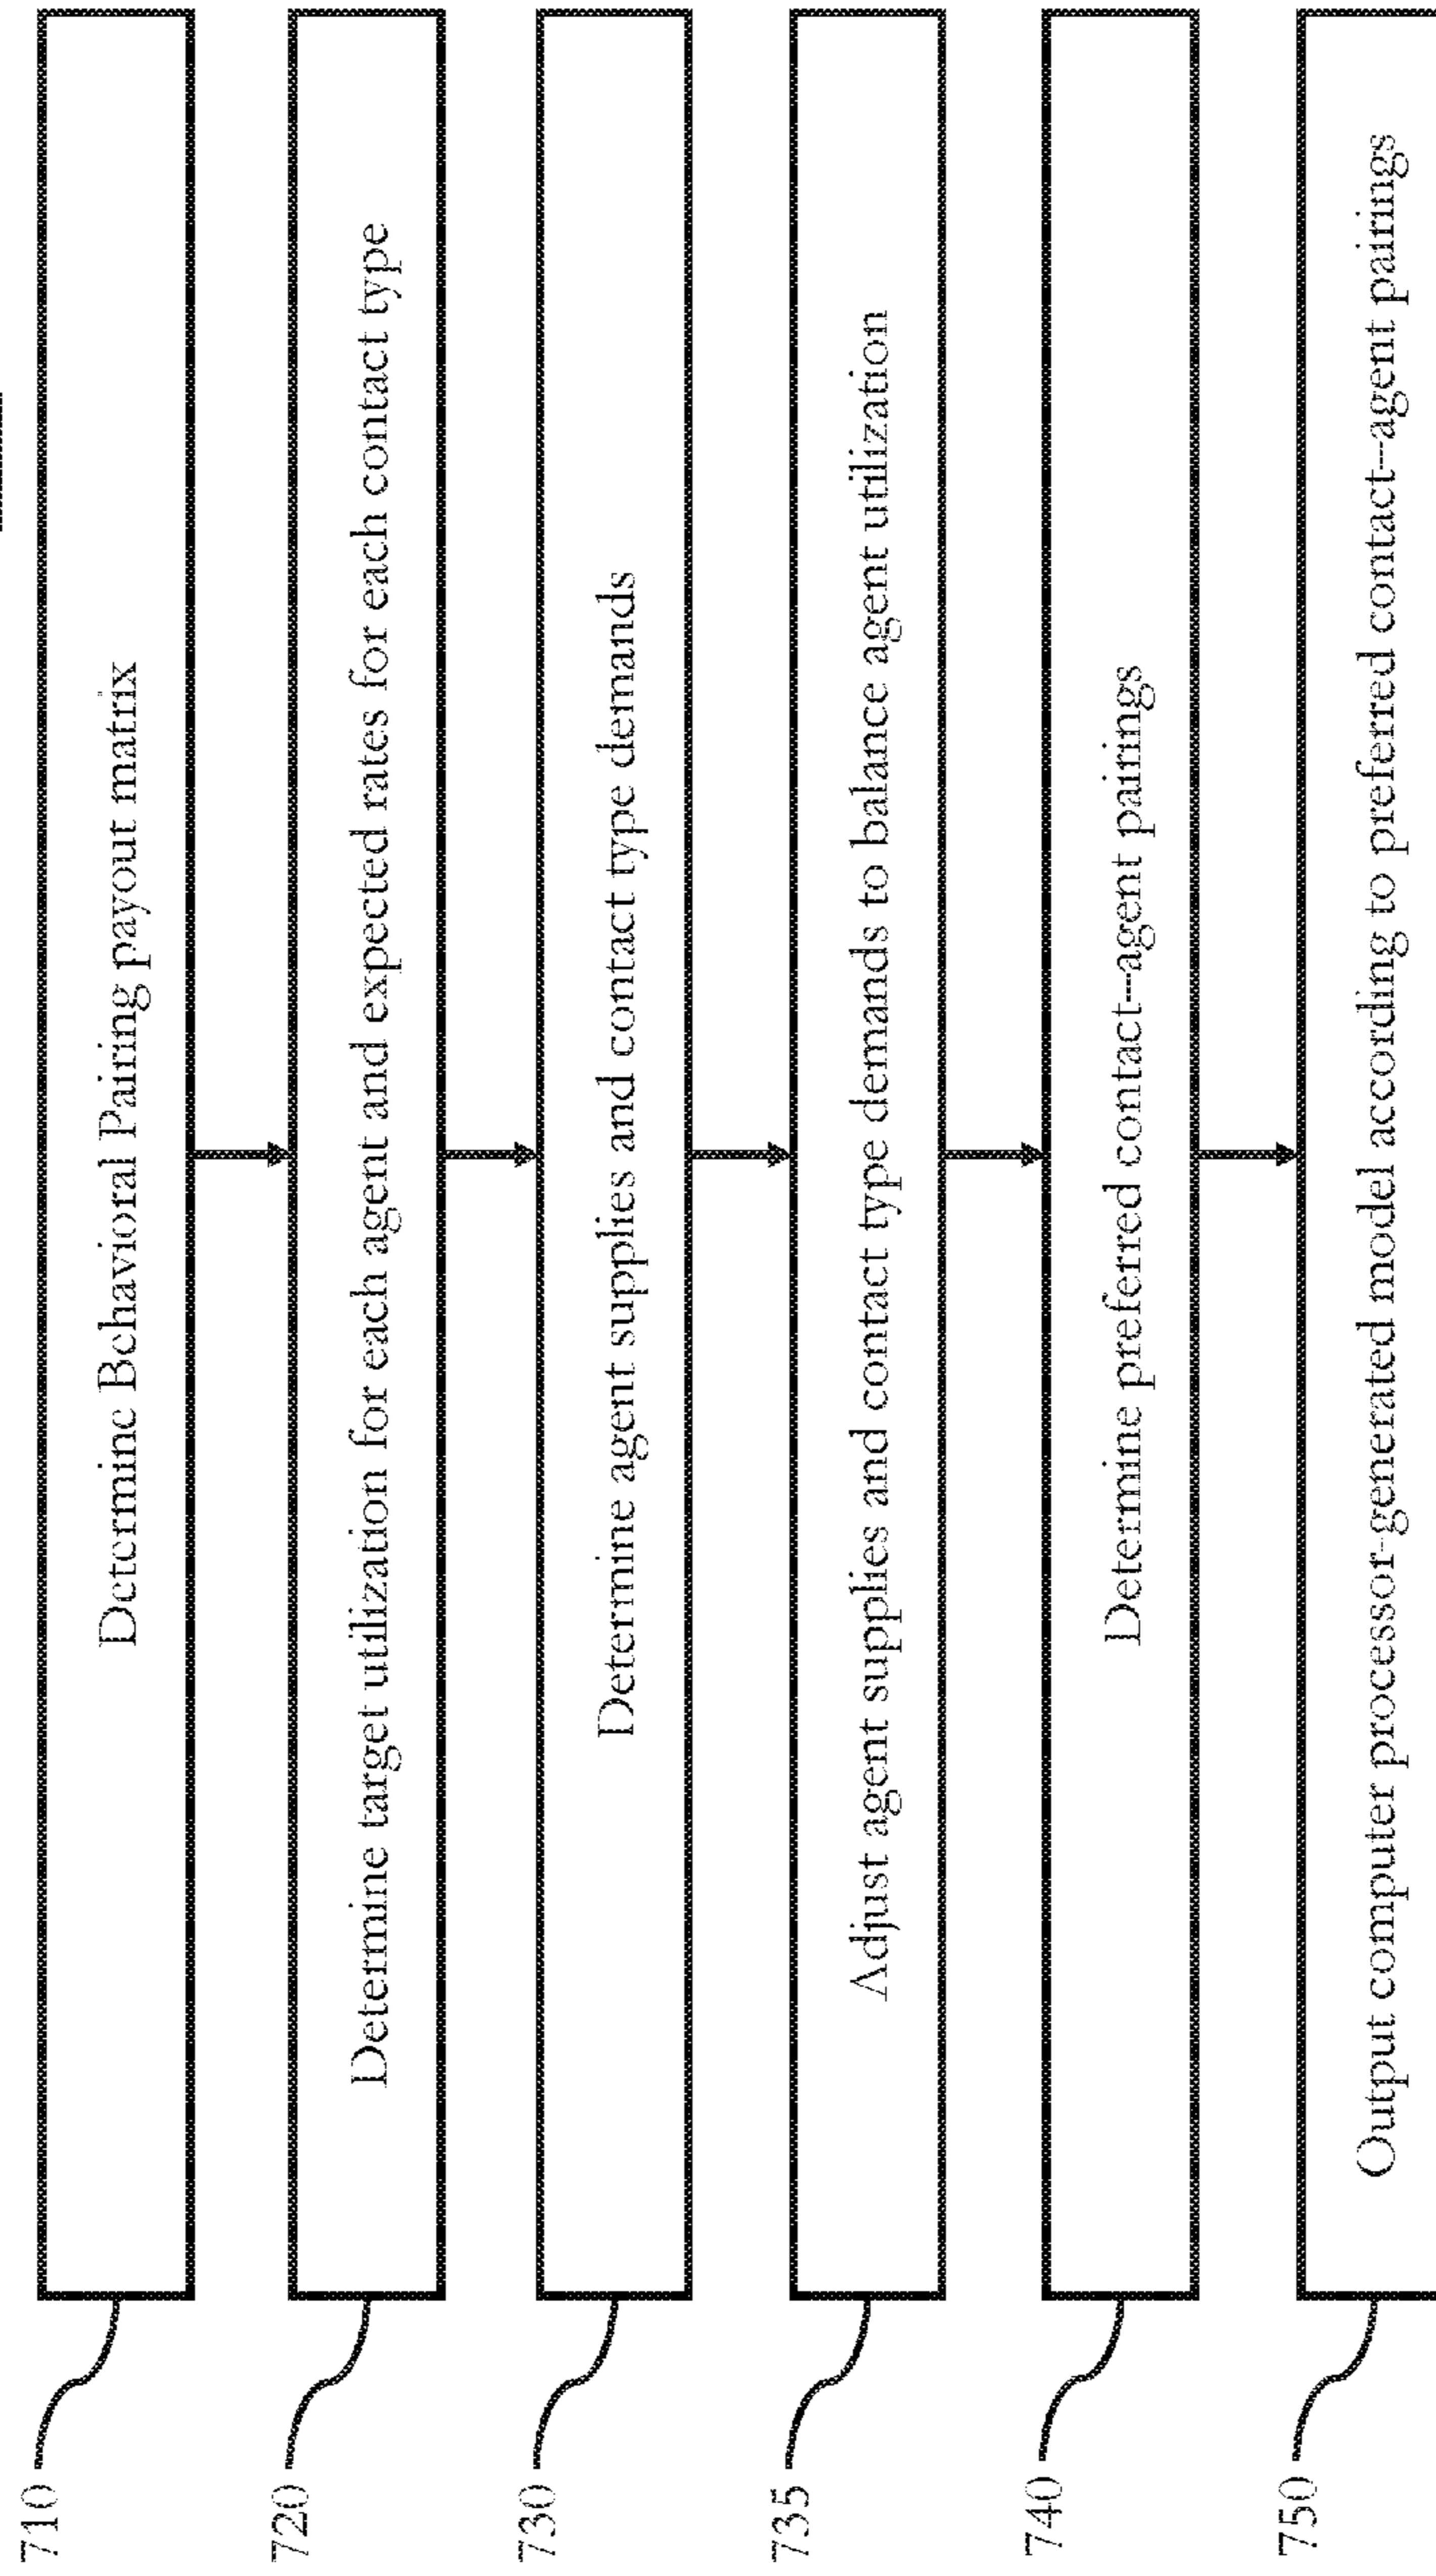 710
Determine Behavioral Pairing payout matrix
720
Determine target utilization for each agent and expected rates for each contact type
730
Determine agent supplies and contact type demands
735
Adjust agent supplies and contact type demands to balance agent utilization
740
Determine preferred contact--agent pairings
750
Output computer processor-generated model according to preferred contact--agent pairings